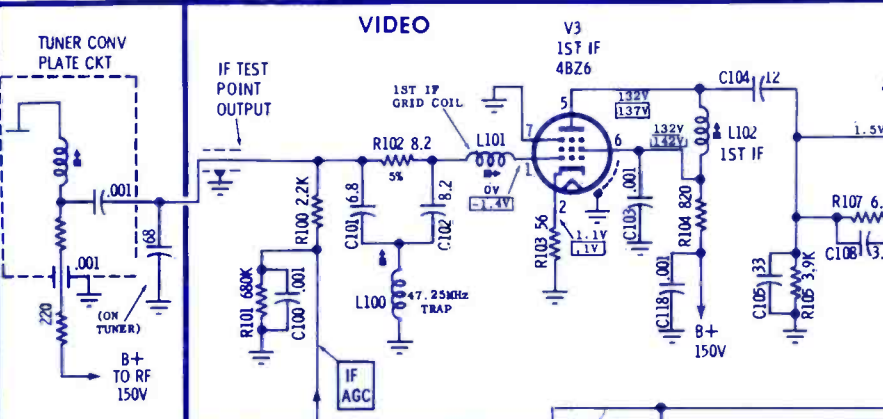 VIDEO
TUNER CONV
PLATE CKT
.001
68
.001
220
(ON
TUNER)
B+
TO RF
150V
IF TEST
POINT
OUTPUT
R100 2.2K
R101 680K
.001
C100
IF
AGC
1ST IF
GRID COIL
R102 8.2
5%
C101 6.8
8.2
C102
L100
47.25MHz
TRAP
L101
0V
-1.4V
V3
1ST IF
4BZ6
5
7
6
1
2
132V
137V
132V
142V
R103 56
1.1V
.1V
.001
C103
C104 12
L102
1ST IF
R104 820
.001
C118
B+
150V
1.5V
R107 6.
C108 3.
33
C105
R105 3.9K